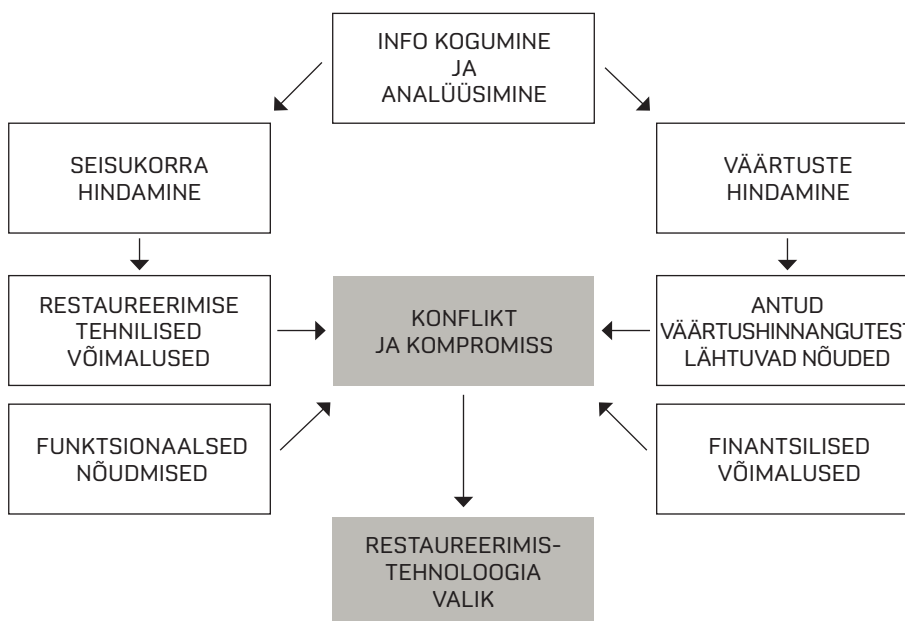 INFO KOGUMINE
JA
ANALÜÜSIMINE
SEISUKORRA
HINDAMINE
VÄÄRTUSTE
HINDAMINE
RESTAUREERIMISE
TEHNILISED
VÕIMALUSED
KONFLIKT
JA KOMPROMISS
ANTUD
VÄÄRTUSHINNANGUTEST
LÄHTUVAD NÕUDED
FUNKTSIONAALSED
NÕUDMISED
FINANTSILISED
VÕIMALUSED
RESTAUREERIMIS-
TEHNOLOOGIA
VALIK